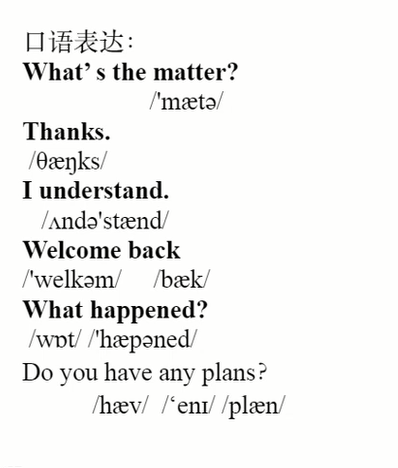 口语表达：
What’ s the matter?
/'mætə/
Thanks.
/θæŋks/
I understand.
/ʌndə'stænd/
Welcome back
/'welkəm/ /bæk/
What happened?
/wɒt/ /'hæpəned/
Do you have any plans?
/hæv/ /‘enɪ/ /plæn/